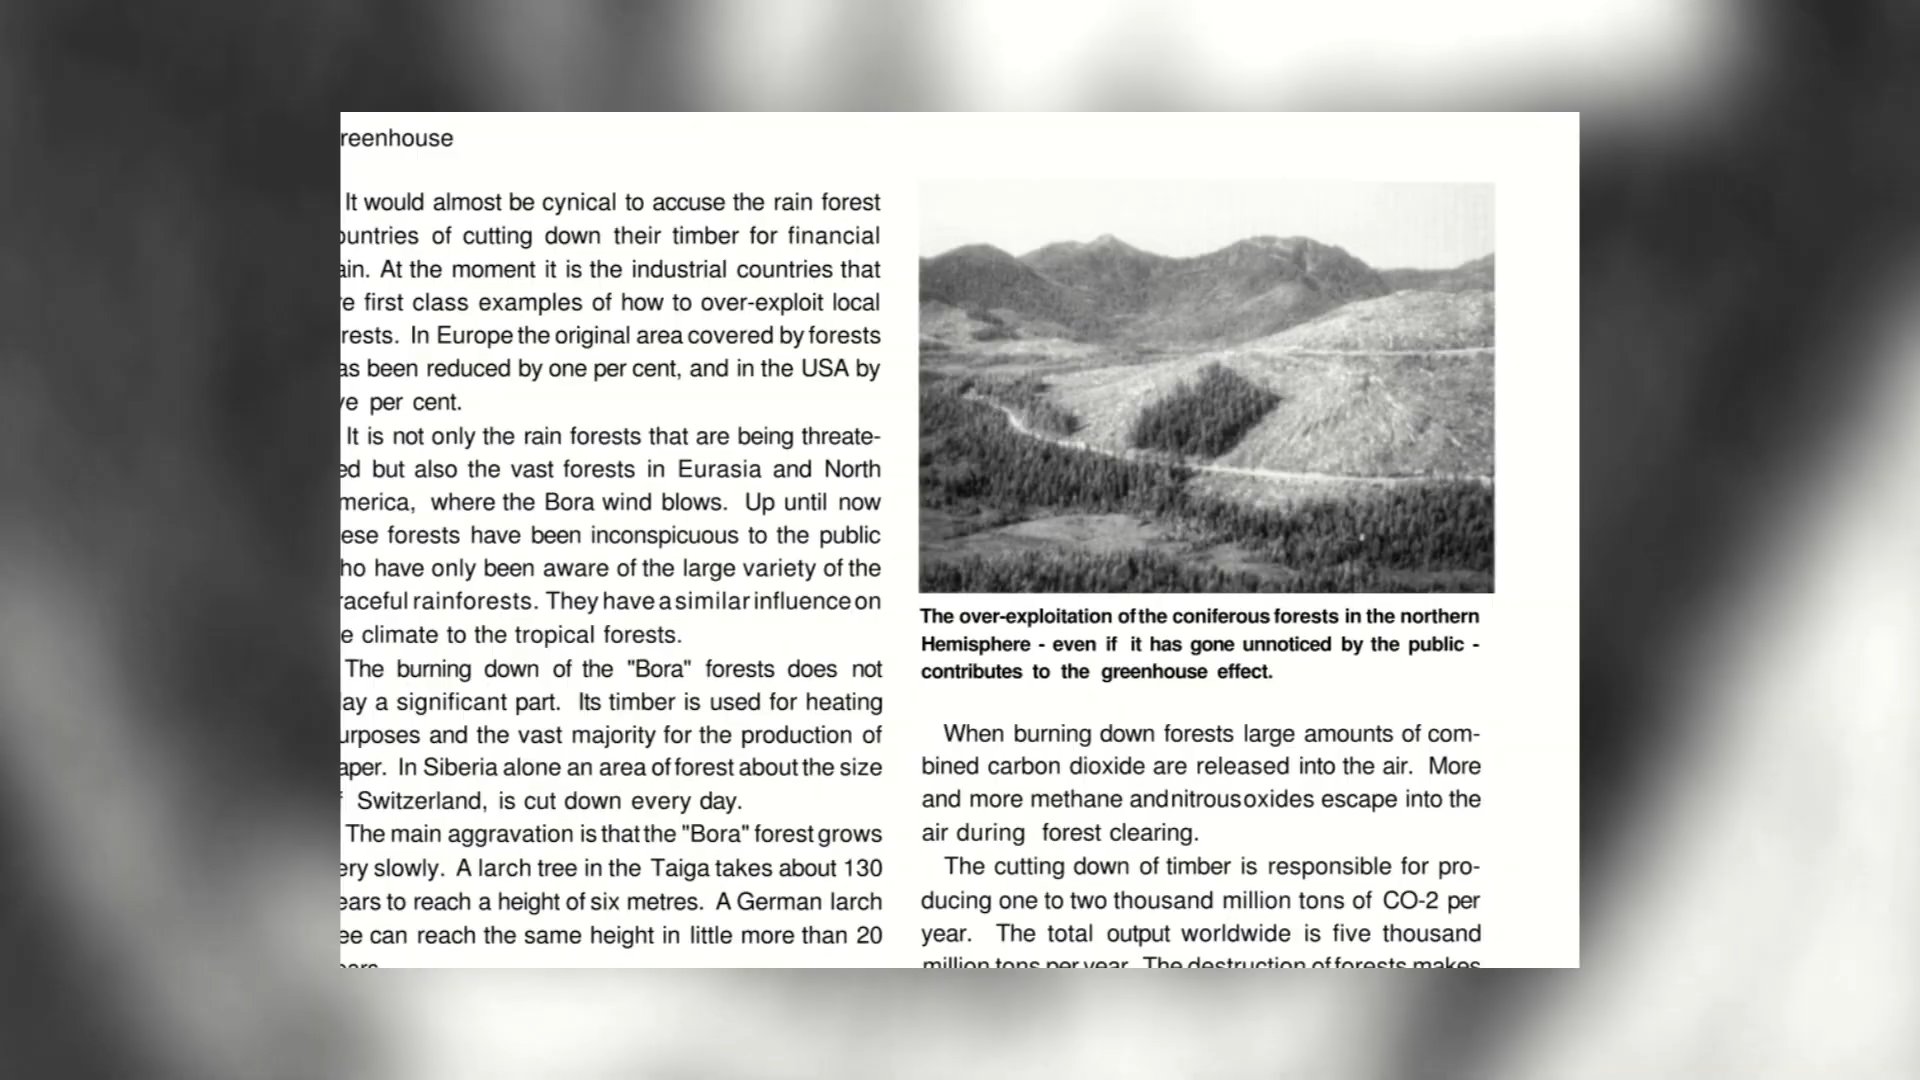 reenhouse
It would almost be cynical to accuse the rain forest
ountries of cutting down their timber for financial
ain. At the moment it is the industrial countries that
e first class examples of how to over-exploit local
rests. In Europe the original area covered by forests
as been reduced by one per cent, and in the USA by
ve per cent.
It is not only the rain forests that are being threate-
ed but also the vast forests in Eurasia and North
merica, where the Bora wind blows. Up until now
ese forests have been inconspicuous to the public
ho have only been aware of the large variety of the
raceful rainforests. They have a similar influence on
e climate to the tropical forests.
The burning down of the "Bora" forests does not
lay a significant part. Its timber is used for heating
urposes and the vast majority for the production of
aper. In Siberia alone an area of forest about the size
f Switzerland, is cut down every day.
The main aggravation is that the "Bora" forest grows
ery slowly. A larch tree in the Taiga takes about 130
ears to reach a height of six metres. A German larch
ee can reach the same height in little more than 20
ears
The over-exploitation of the coniferous forests in the northern
Hemisphere - even if it has gone unnoticed by the public -
contributes to the greenhouse effect.
When burning down forests large amounts of com-
bined carbon dioxide are released into the air. More
and more methane and nitrous oxides escape into the
air during forest clearing.
The cutting down of timber is responsible for pro-
ducing one to two thousand million tons of CO-2 per
year. The total output worldwide is five thousand
million tons per year. The destruction of forests makes